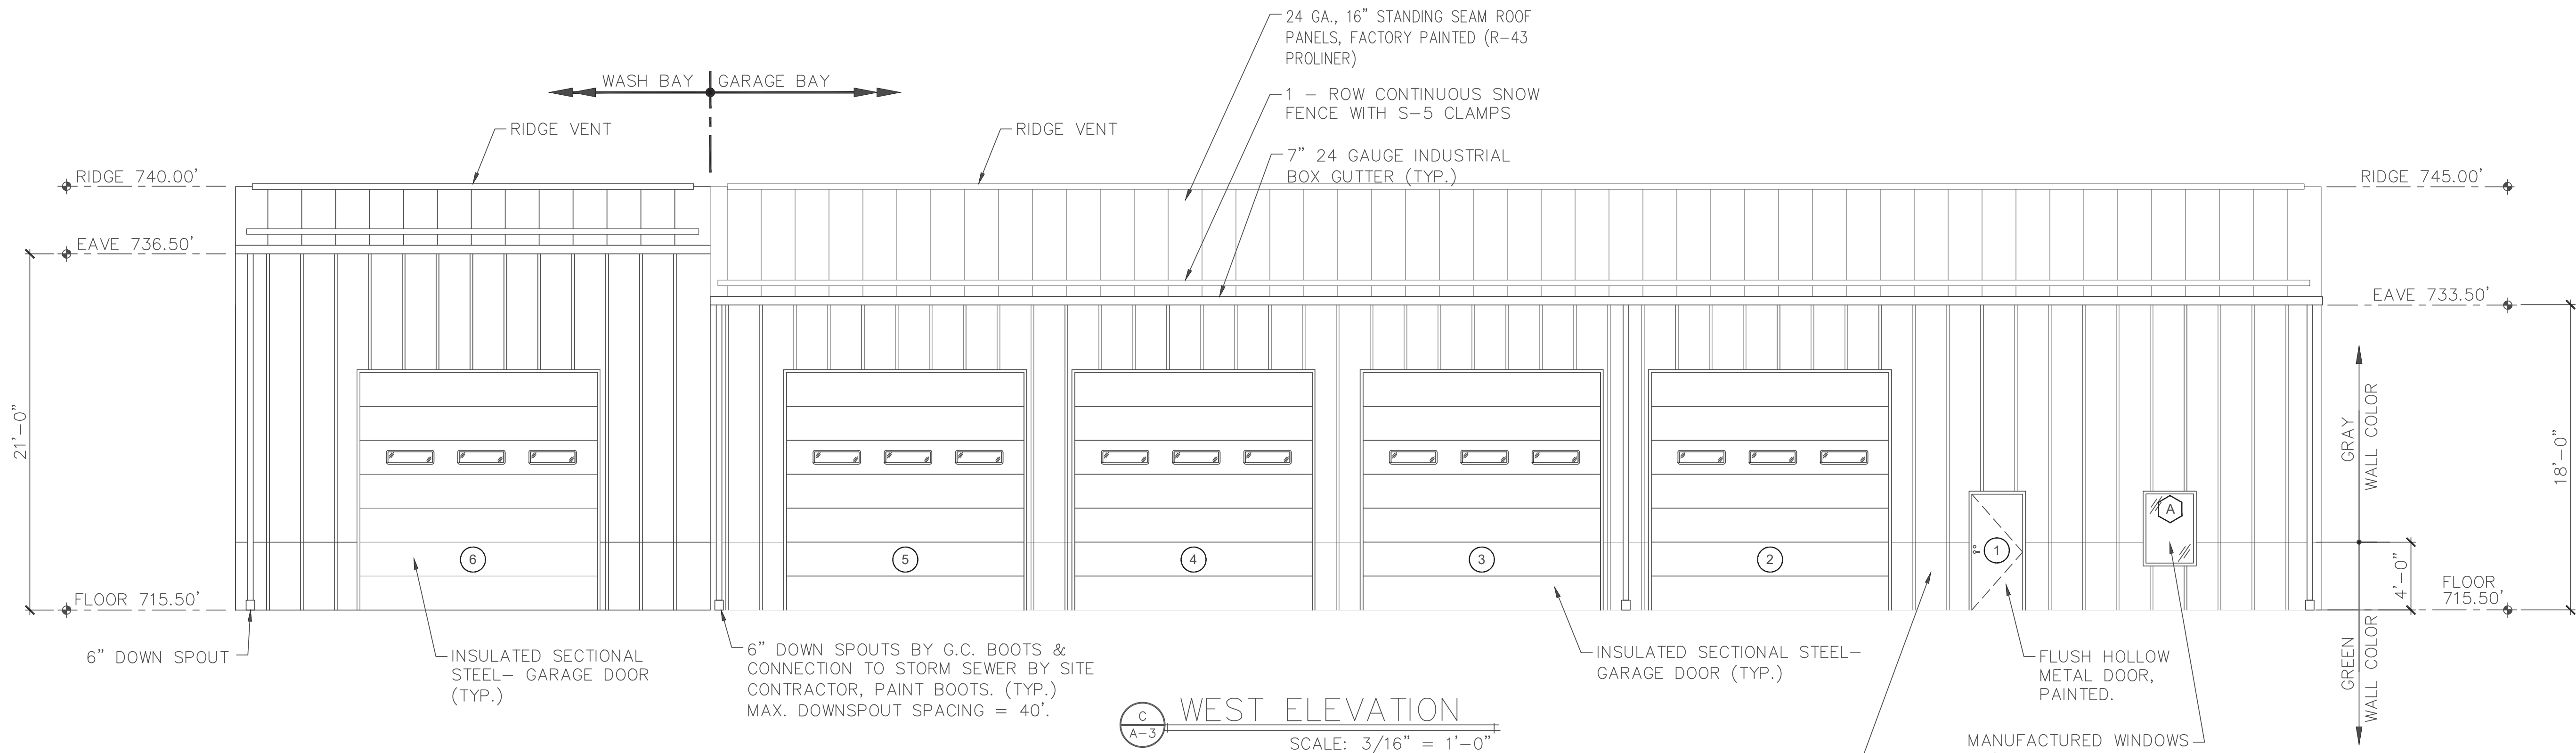 24 GA., 16" STANDING SEAM ROOF
PANELS, FACTORY PAINTED (R-43
PROLINER)
WASH BAY
GARAGE BAY
1 - ROW CONTINUOUS SNOW
FENCE WITH S-5 CLAMPS
RIDGE VENT
RIDGE VENT
7" 24 GAUGE INDUSTRIAL
BOX GUTTER (TYP.)
RIDGE 740.00'
RIDGE 745.00'
EAVE 736.50'
EAVE 733.50'
21'-0"
GRAY
WALL COLOR
18'-0"
A
6
5
4
3
2
1
4'-0"
FLOOR 715.50'
FLOOR
715.50'
6" DOWN SPOUT
INSULATED SECTIONAL
STEEL- GARAGE DOOR
(TYP.)
6" DOWN SPOUTS BY G.C. BOOTS &
CONNECTION TO STORM SEWER BY SITE
CONTRACTOR, PAINT BOOTS. (TYP.)
MAX. DOWNSPOUT SPACING = 40'.
INSULATED SECTIONAL STEEL-
GARAGE DOOR (TYP.)
FLUSH HOLLOW
METAL DOOR,
PAINTED.
GREEN
WALL COLOR
MANUFACTURED WINDOWS
C
A-3
WEST ELEVATION
SCALE: 3/16" = 1'-0"